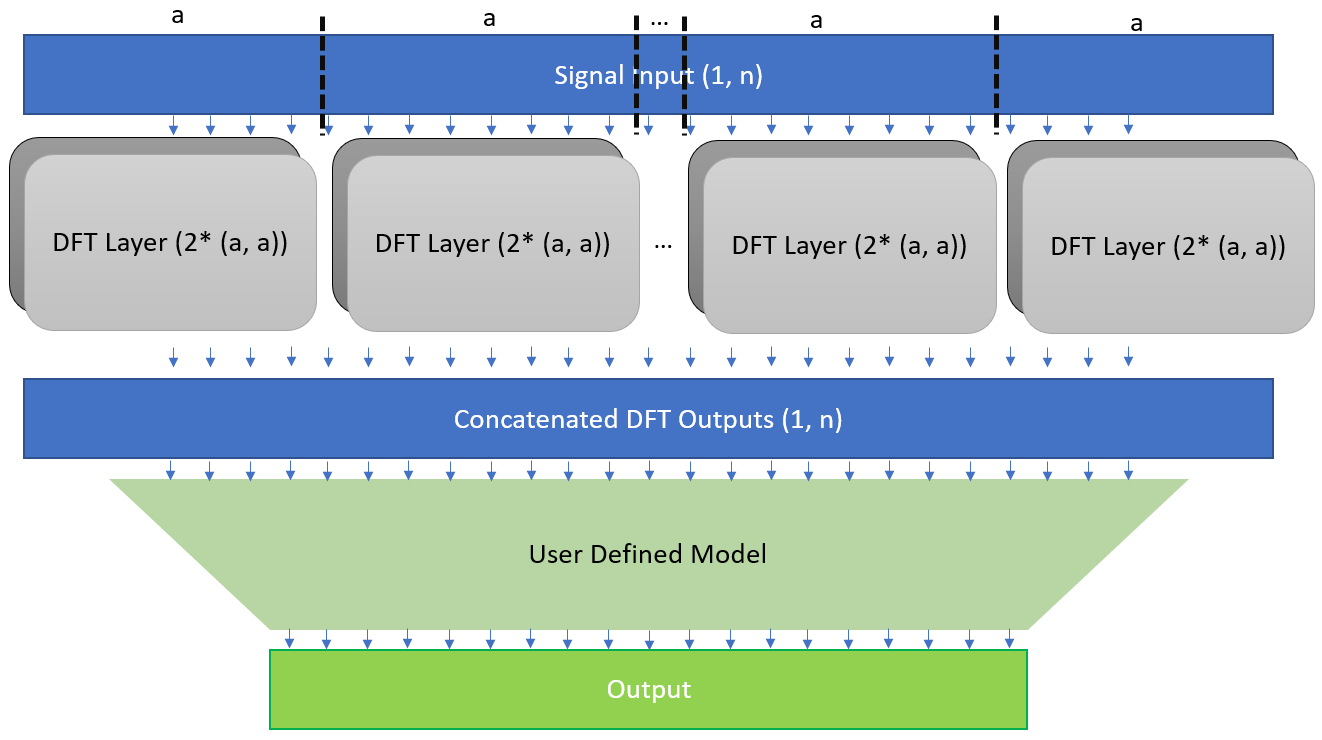 a a ... a a
Signal Input (1, n)
DFT Layer (2* (a, a)) DFT Layer (2* (a, a)) ... DFT Layer (2* (a, a)) DFT Layer (2* (a, a))
Concatenated DFT Outputs (1, n)
User Defined Model
Output